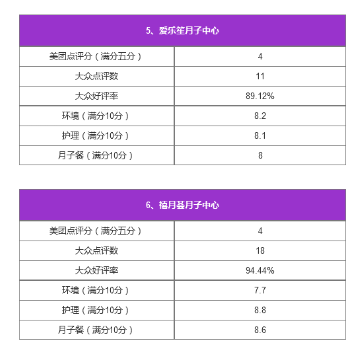 5、爱乐笙月子中心
美团点评分（满分五分） 4
大众点评数 11
大众好评率 89.12%
环境（满分10分） 8.2
护理（满分10分） 8.1
月子餐（满分10分） 8
6、禧月荟月子中心
美团点评分（满分五分） 4
大众点评数 18
大众好评率 94.44%
环境（满分10分） 7.7
护理（满分10分） 8.8
月子餐（满分10分） 8.6